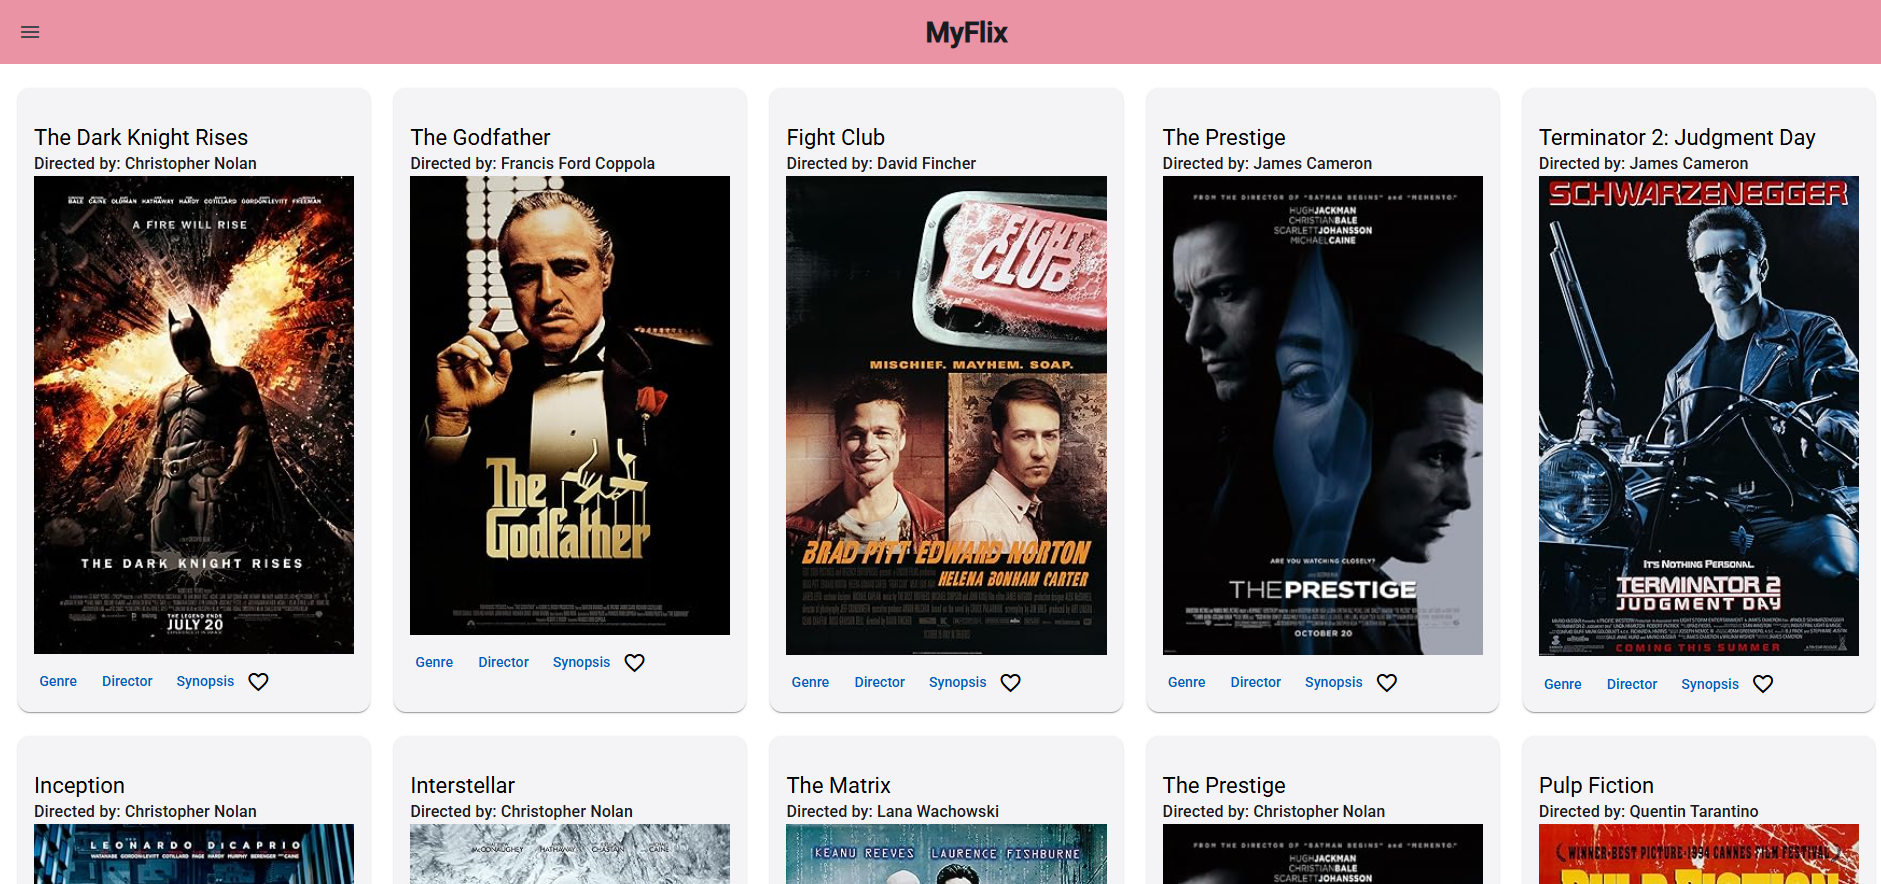 MyFlix
The Dark Knight Rises
Directed by: Christopher Nolan
BALE CAINE OLDMAN HATHAWAY HARDY COTILLARD GORDON-LEVITT FREEMAN
A FIRE WILL RISE
THE DARK KNIGHT RISES
THE LEGEND ENDS
JULY 20
Genre Director Synopsis
The Godfather
Directed by: Francis Ford Coppola
The
Godfather
Genre Director Synopsis
Fight Club
Directed by: David Fincher
FIGHT
CLUB
MISCHIEF. MAYHEM. SOAP.
BRAD PITT EDWARD NORTON
HELENA BONHAM CARTER
Genre Director Synopsis
The Prestige
Directed by: James Cameron
FROM THE DIRECTOR OF "BATMAN BEGINS" and "MEMENTO."
HUGH JACKMAN
CHRISTIAN BALE
SCARLETT JOHANSSON
MICHAEL CAINE
ARE YOU WATCHING CLOSELY?
THE PRESTIGE
OCTOBER 20
Genre Director Synopsis
Terminator 2: Judgment Day
Directed by: James Cameron
SCHWARZENEGGER
IT'S NOTHING PERSONAL
TERMINATOR 2
JUDGMENT DAY
COMING THIS SUMMER
Genre Director Synopsis
Inception
Directed by: Christopher Nolan
LEONARDO DICAPRIO
WATANABE GORDON-LEVITT COTILLARD PAGE HARDY MURPHY BERENGER AND CAINE
Interstellar
Directed by: Christopher Nolan
McCONAUGHEY HATHAWAY CHASTAIN CAINE
The Matrix
Directed by: Lana Wachowski
KEANU REEVES LAURENCE FISHBURNE
The Prestige
Directed by: Christopher Nolan
FROM THE DIRECTOR OF "BATMAN BEGINS" and "MEMENTO."
HUGH JACKMAN
CHRISTIAN BALE
SCARLETT JOHANSSON
Pulp Fiction
Directed by: Quentin Tarantino
WINNER-BEST PICTURE-1994 CANNES FILM FESTIVAL
PULP FICTION